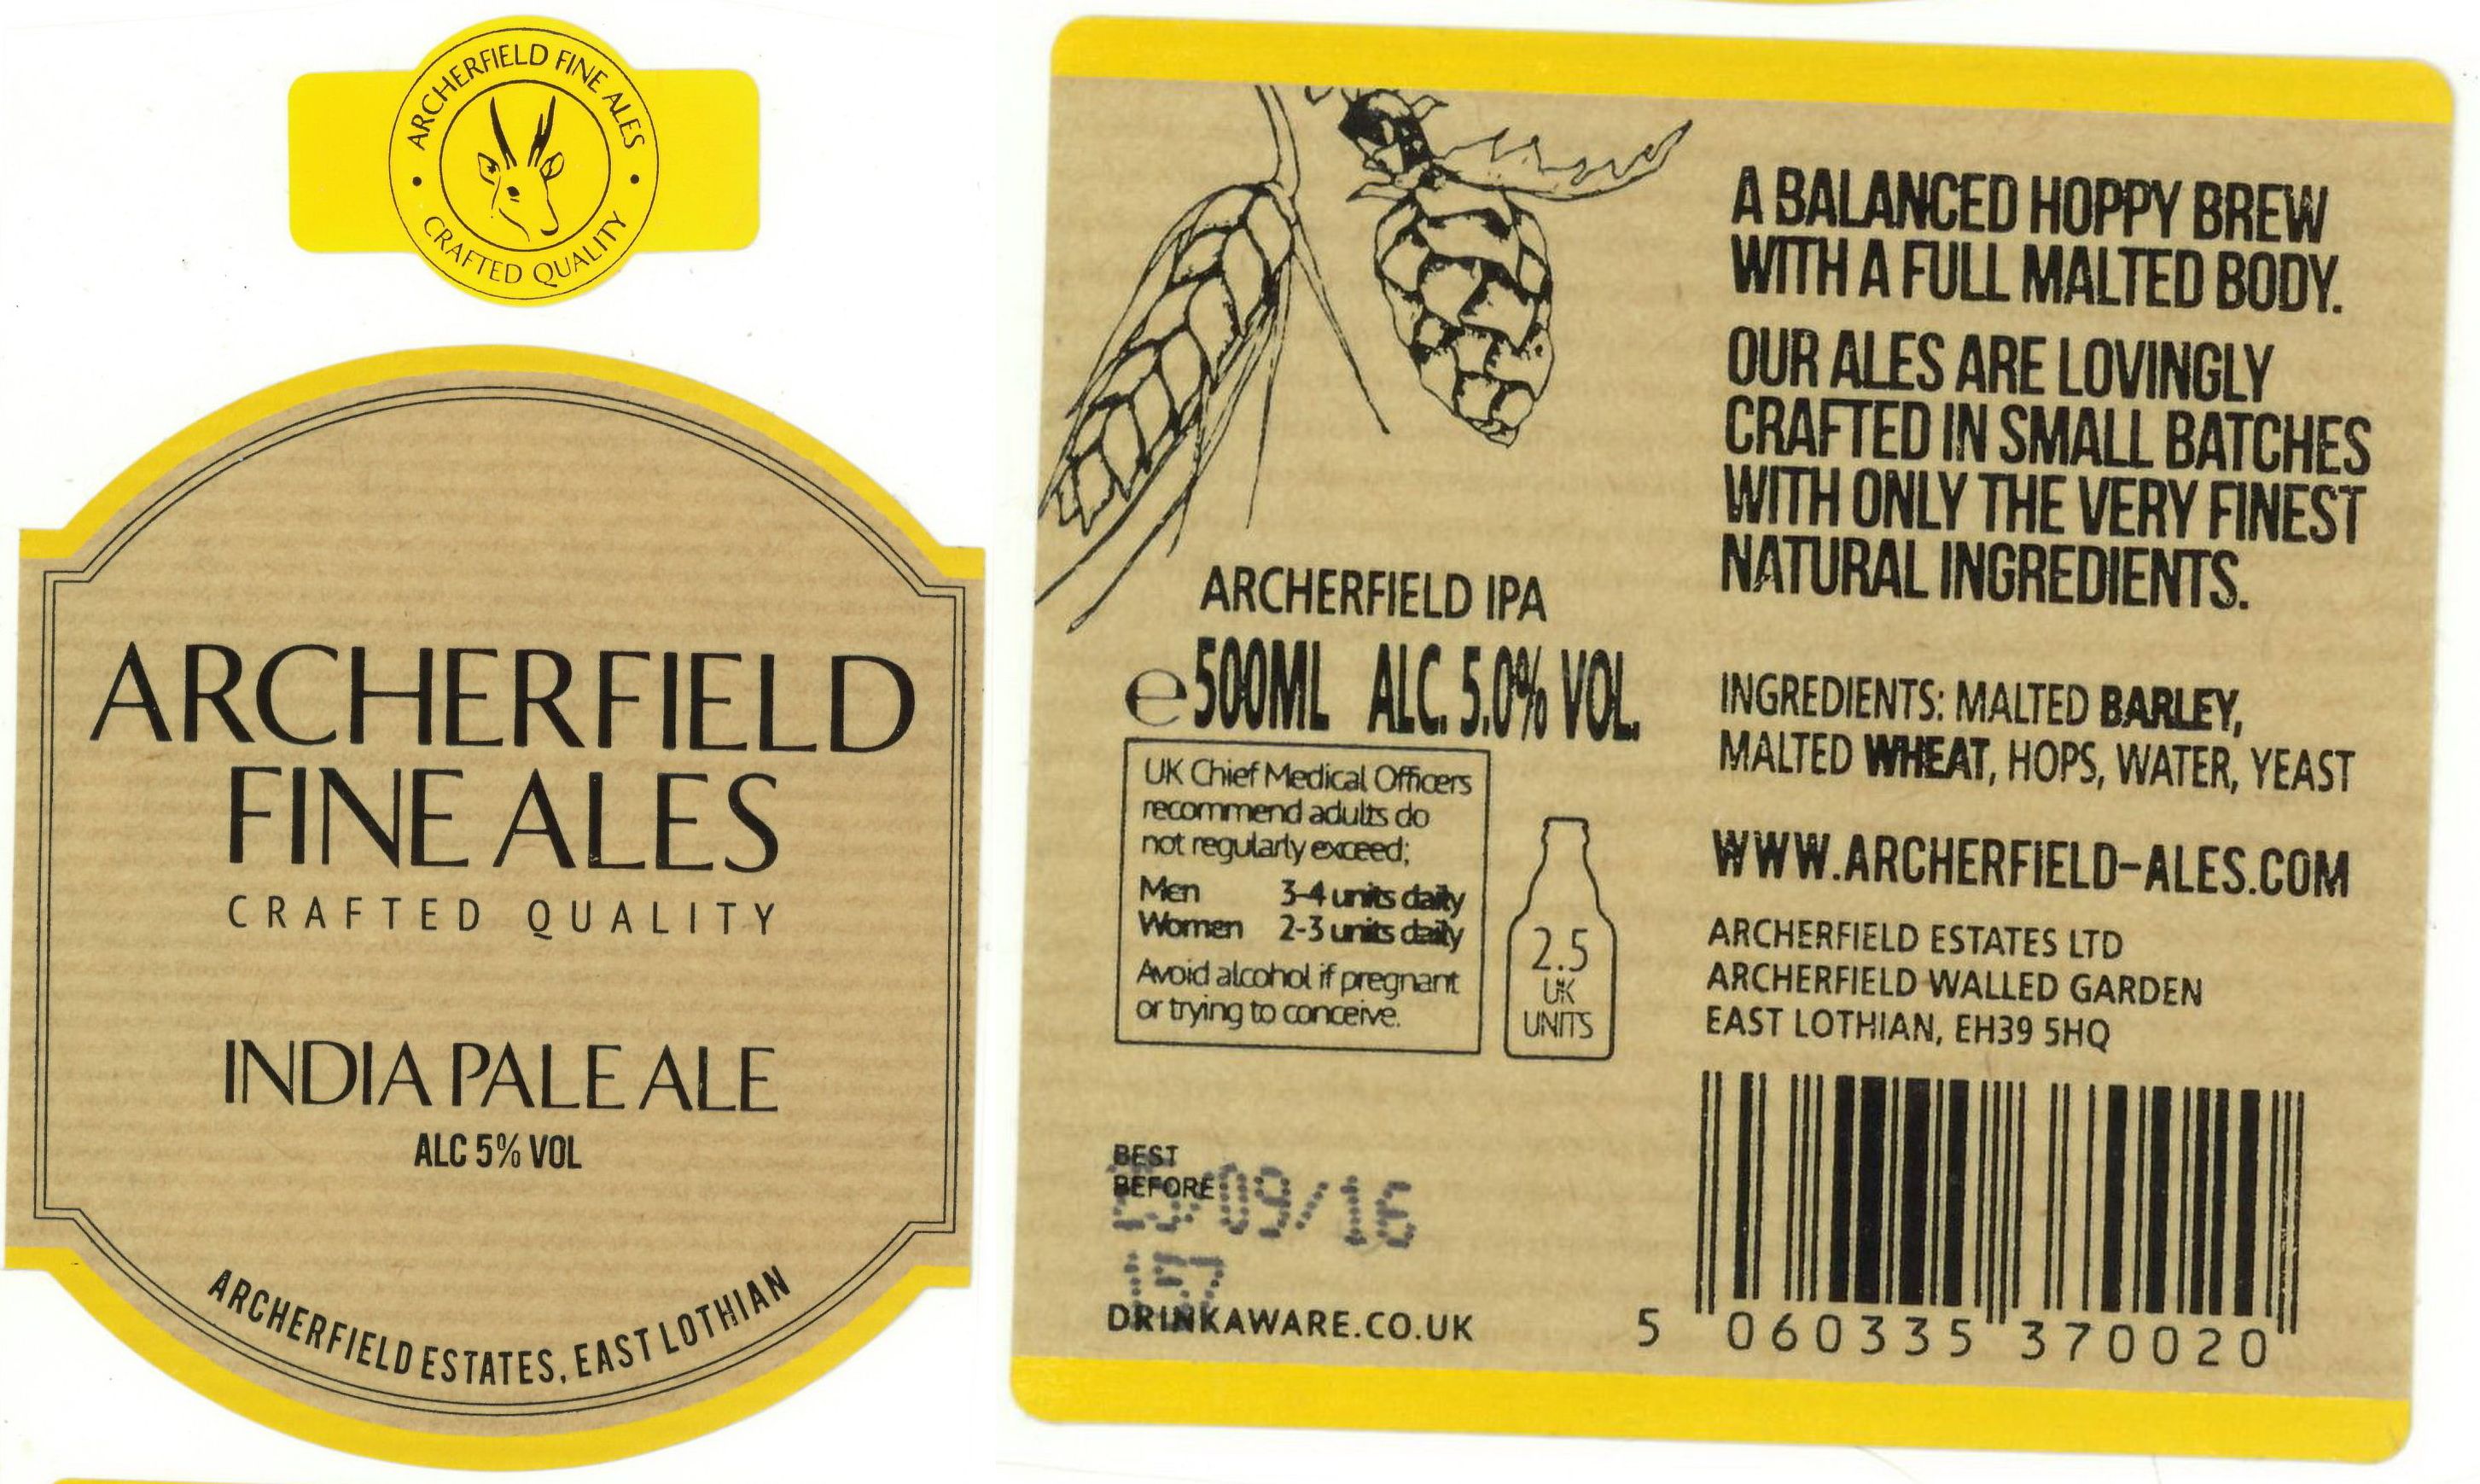 ARCHERFIELD FINE ALES
CRAFTED QUALITY
ARCHERFIELD
FINE ALES
CRAFTED QUALITY
INDIA PALE ALE
ALC 5% VOL
ARCHERFIELD ESTATES, EAST LOTHIAN
ARCHERFIELD IPA
e 500ML ALC. 5.0% VOL.
UK Chief Medical Officers
recommend adults do
not regularly exceed;
Men 3-4 units daily
Women 2-3 units daily
Avoid alcohol if pregnant
or trying to conceive.
2.5
UK
UNITS
BEST
BEFORE
09/16
DRINKAWARE.CO.UK
A BALANCED HOPPY BREW
WITH A FULL MALTED BODY.
OUR ALES ARE LOVINGLY
CRAFTED IN SMALL BATCHES
WITH ONLY THE VERY FINEST
NATURAL INGREDIENTS.
INGREDIENTS: MALTED BARLEY,
MALTED WHEAT, HOPS, WATER, YEAST
WWW.ARCHERFIELD-ALES.COM
ARCHERFIELD ESTATES LTD
ARCHERFIELD WALLED GARDEN
EAST LOTHIAN, EH39 5HQ
5 060335 370020